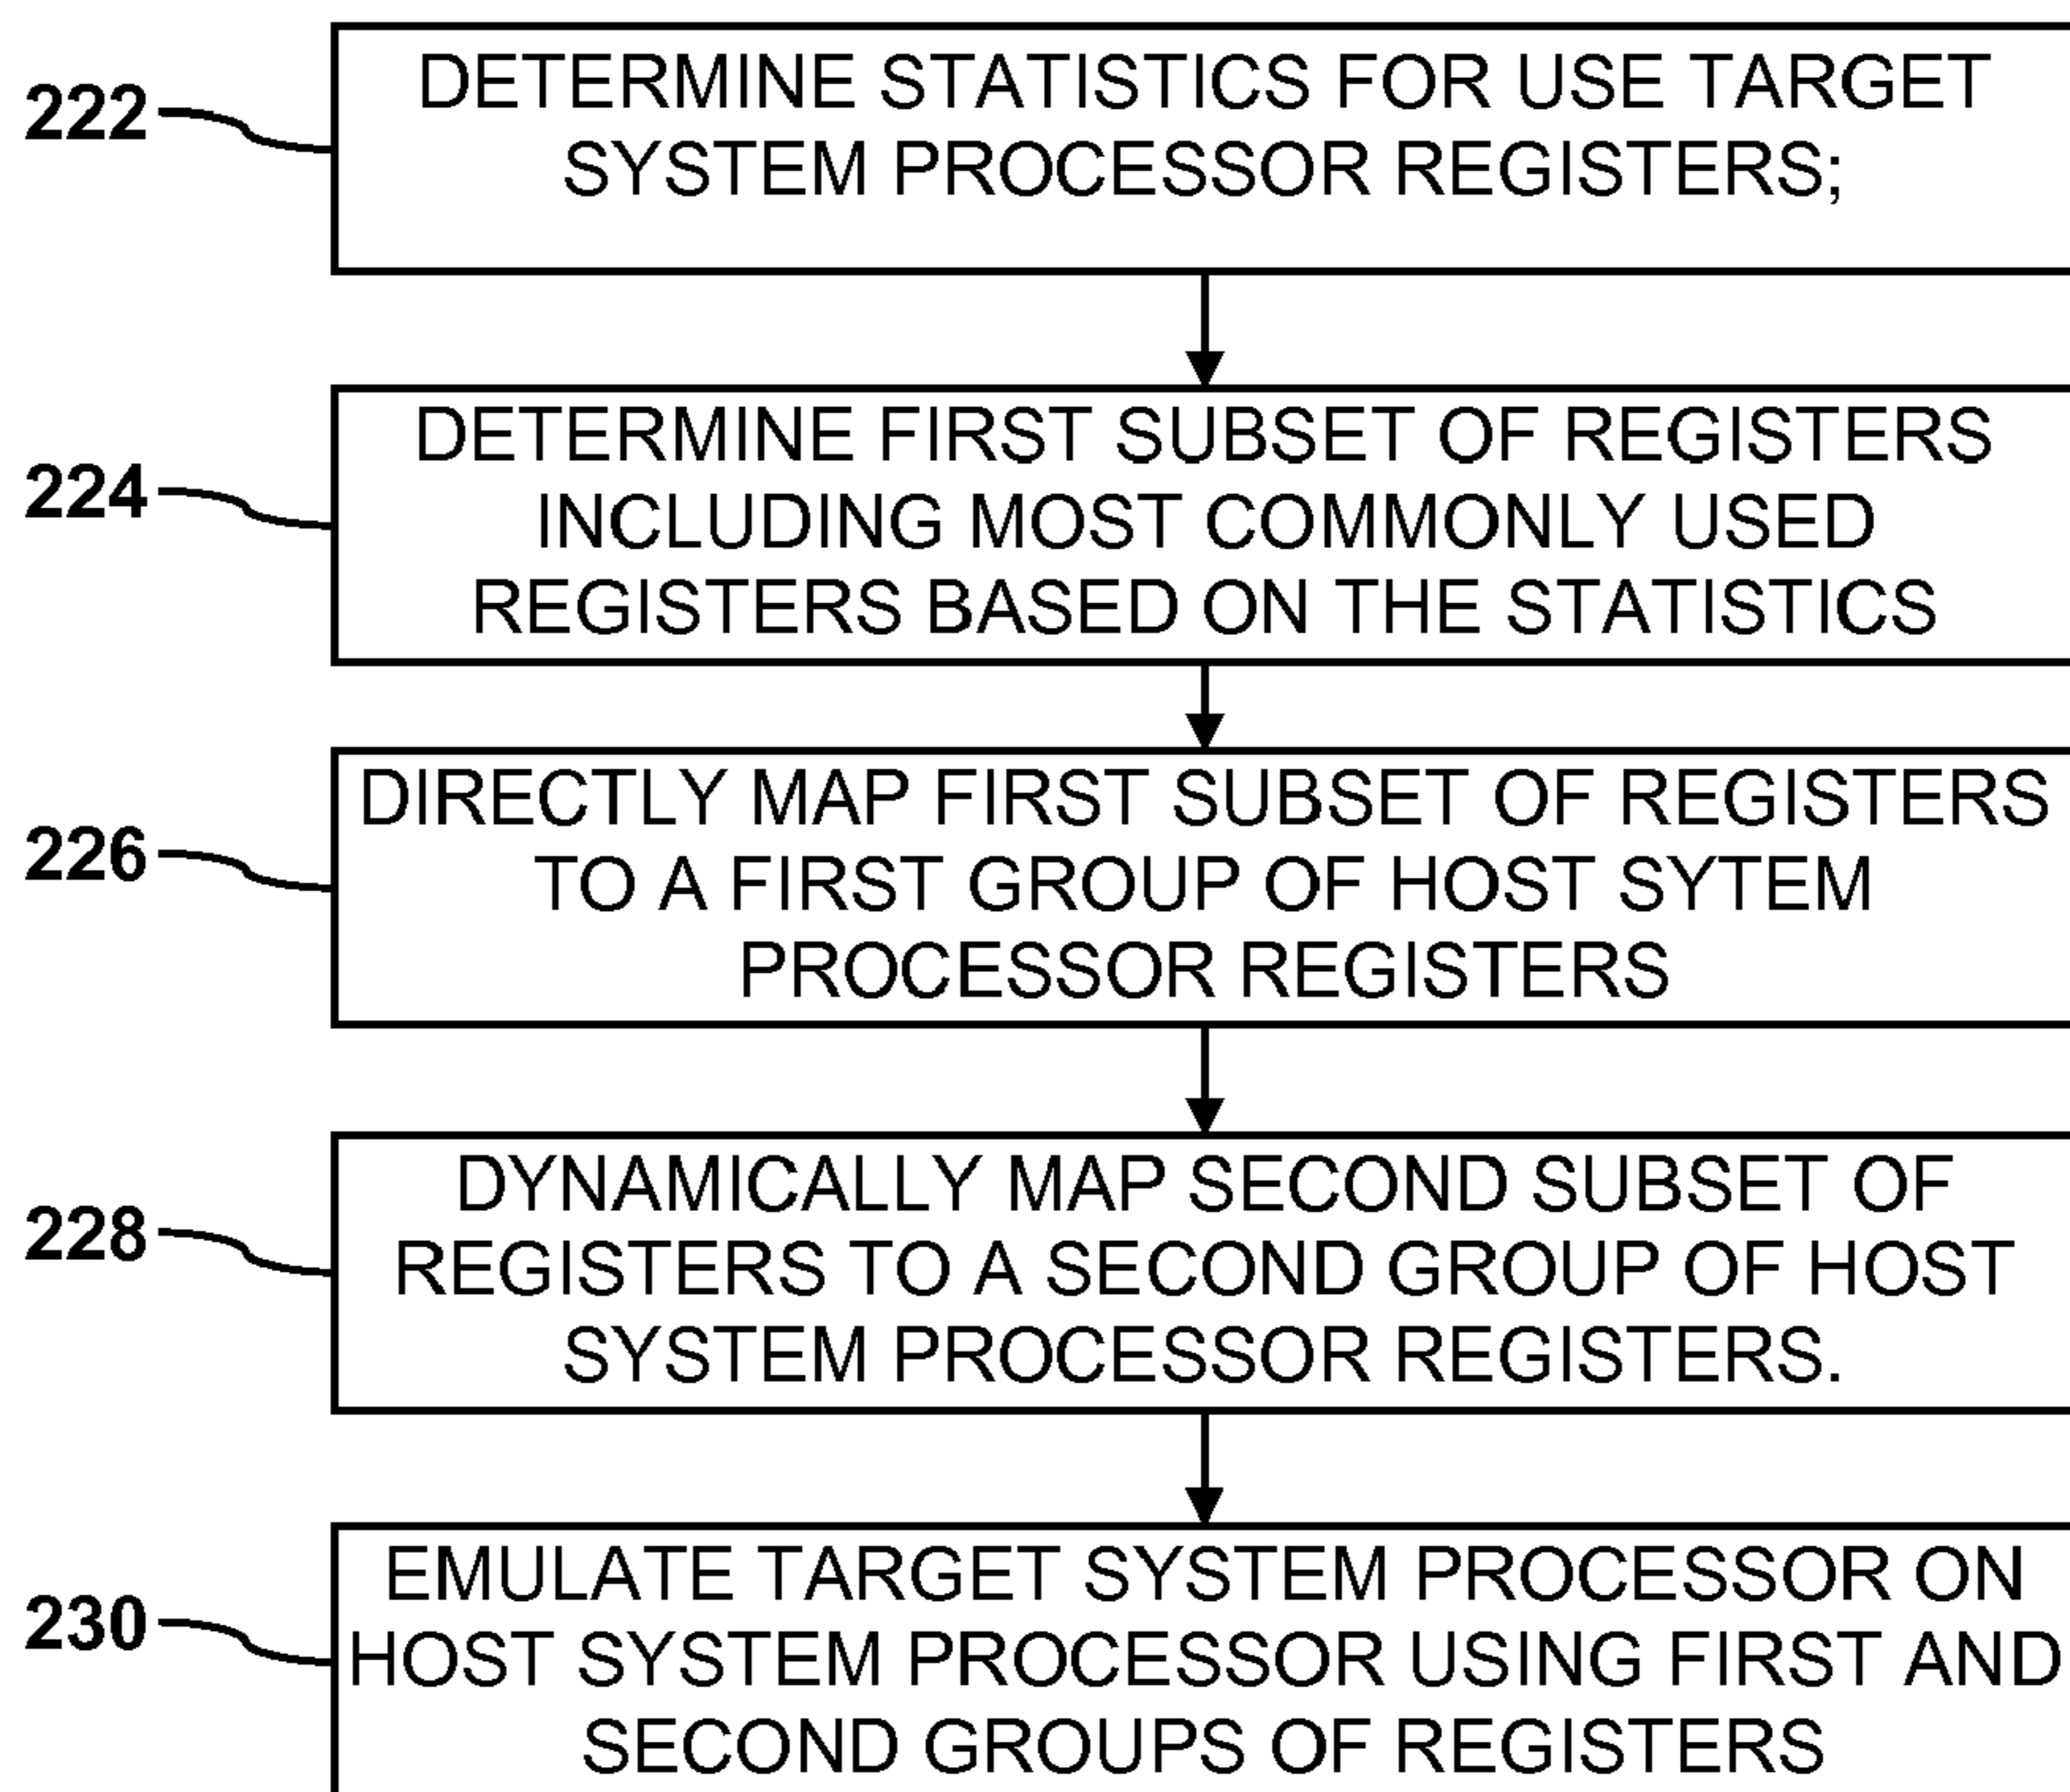 222
DETERMINE STATISTICS FOR USE TARGET
SYSTEM PROCESSOR REGISTERS;
224
DETERMINE FIRST SUBSET OF REGISTERS
INCLUDING MOST COMMONLY USED
REGISTERS BASED ON THE STATISTICS
226
DIRECTLY MAP FIRST SUBSET OF REGISTERS
TO A FIRST GROUP OF HOST SYTEM
PROCESSOR REGISTERS
228
DYNAMICALLY MAP SECOND SUBSET OF
REGISTERS TO A SECOND GROUP OF HOST
SYSTEM PROCESSOR REGISTERS.
230
EMULATE TARGET SYSTEM PROCESSOR ON
HOST SYSTEM PROCESSOR USING FIRST AND
SECOND GROUPS OF REGISTERS